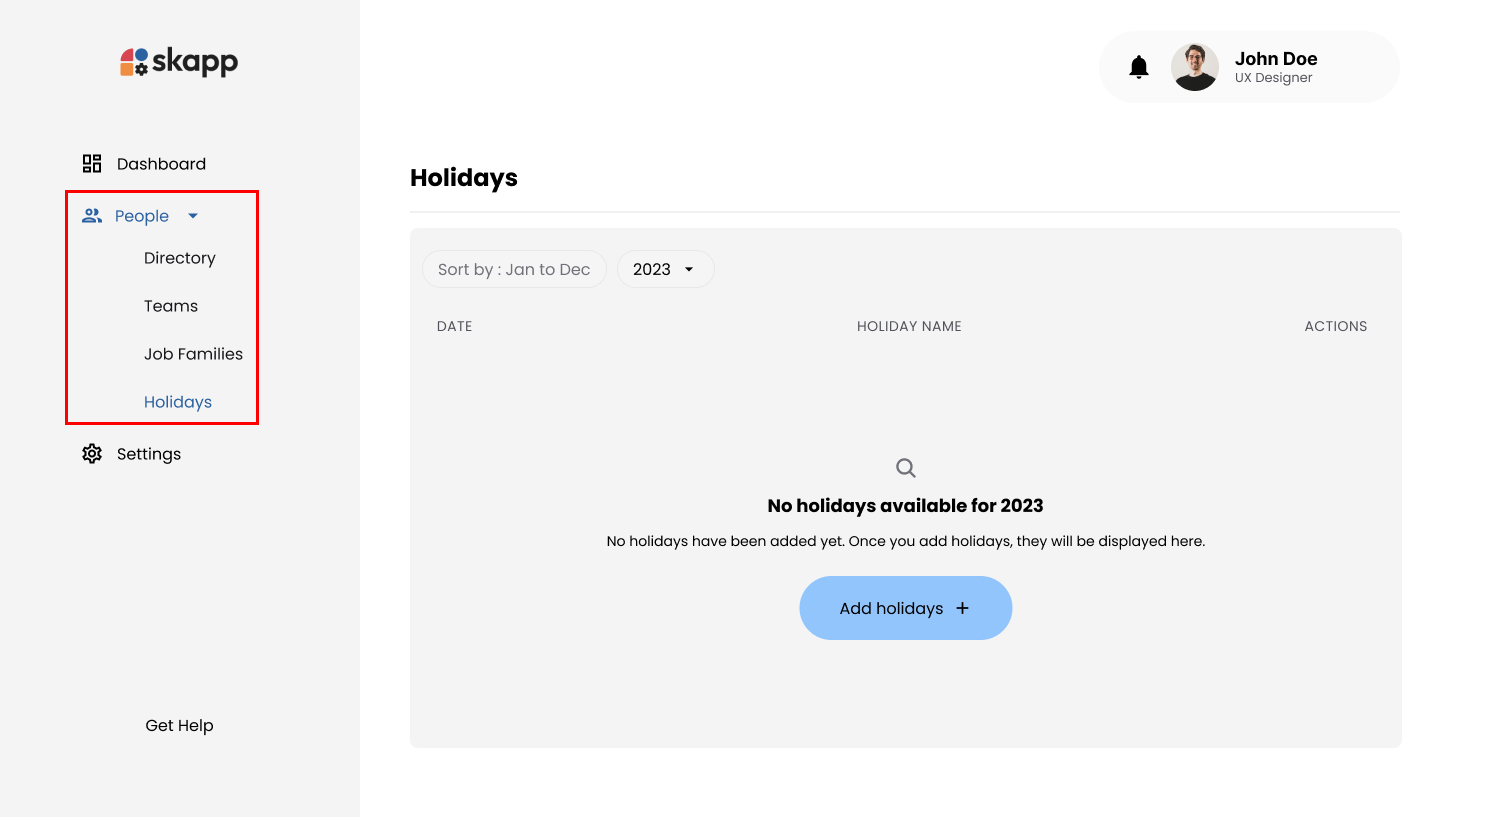 skapp
John Doe
UX Designer
Dashboard
People
Directory
Teams
Job Families
Holidays
Settings
Get Help
Holidays
Sort by : Jan to Dec
2023
DATE HOLIDAY NAME ACTIONS
No holidays available for 2023
No holidays have been added yet. Once you add holidays, they will be displayed here.
Add holidays +